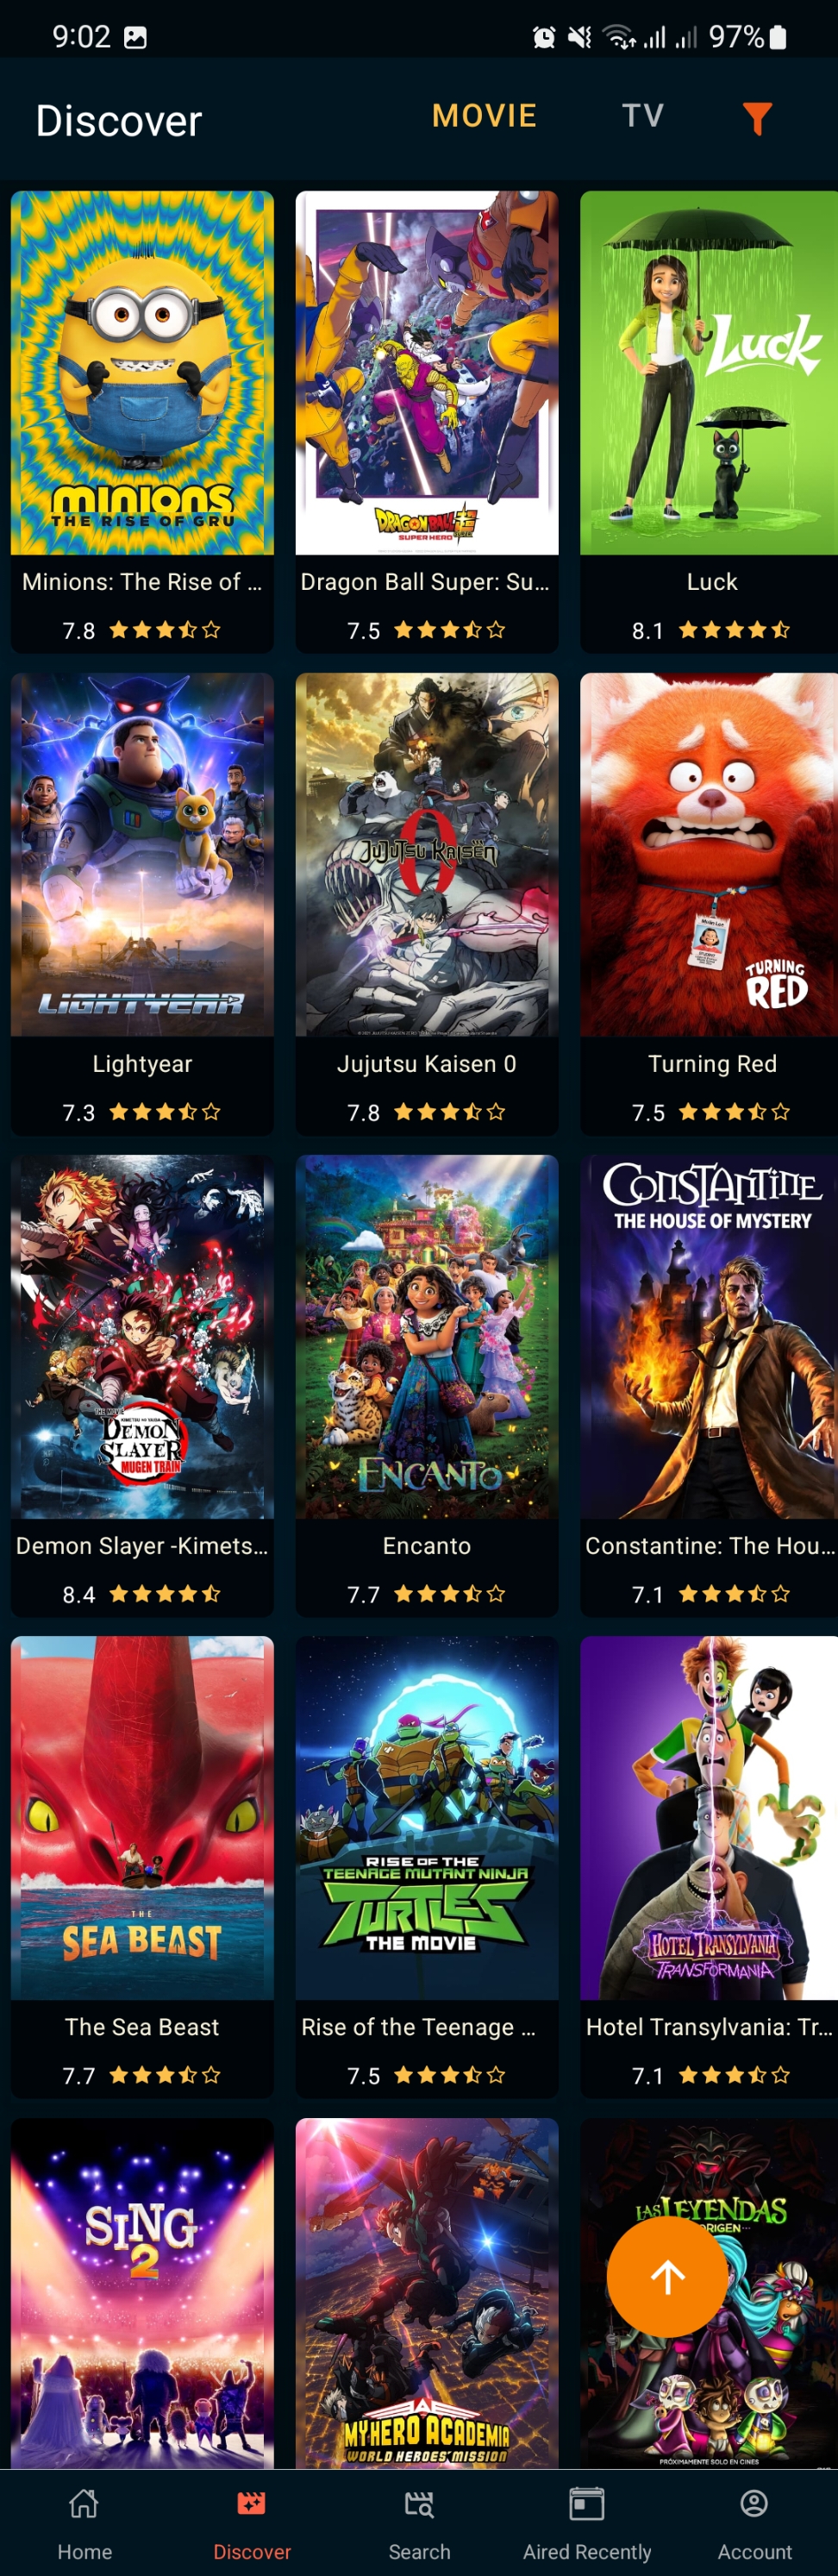 9:02
97%
Discover
MOVIE
TV
MINIONS
THE RISE OF GRU
DRAGON BALL
SUPER HERO
Luck
Minions: The Rise of ...
Dragon Ball Super: Su...
Luck
7.8
7.5
8.1
LIGHTYEAR
0
JUJUTSU KAISEN
TURNING
RED
Lightyear
Jujutsu Kaisen 0
Turning Red
7.3
7.8
7.5
DEMON
SLAYER
MUGEN TRAIN
ENCANTO
CONSTANTINE
THE HOUSE OF MYSTERY
Demon Slayer -Kimets...
Encanto
Constantine: The Hou...
8.4
7.7
7.1
THE
SEA BEAST
RISE OF THE
TEENAGE MUTANT NINJA
TURTLES
THE MOVIE
HOTEL TRANSYLVANIA
TRANSFORMANIA
The Sea Beast
Rise of the Teenage ...
Hotel Transylvania: Tr...
7.7
7.5
7.1
SING
2
MY HERO ACADEMIA
WORLD HEROES' MISSION
LAS LEYENDAS
PRÓXIMAMENTE SOLO EN CINES
Home
Discover
Search
Aired Recently
Account